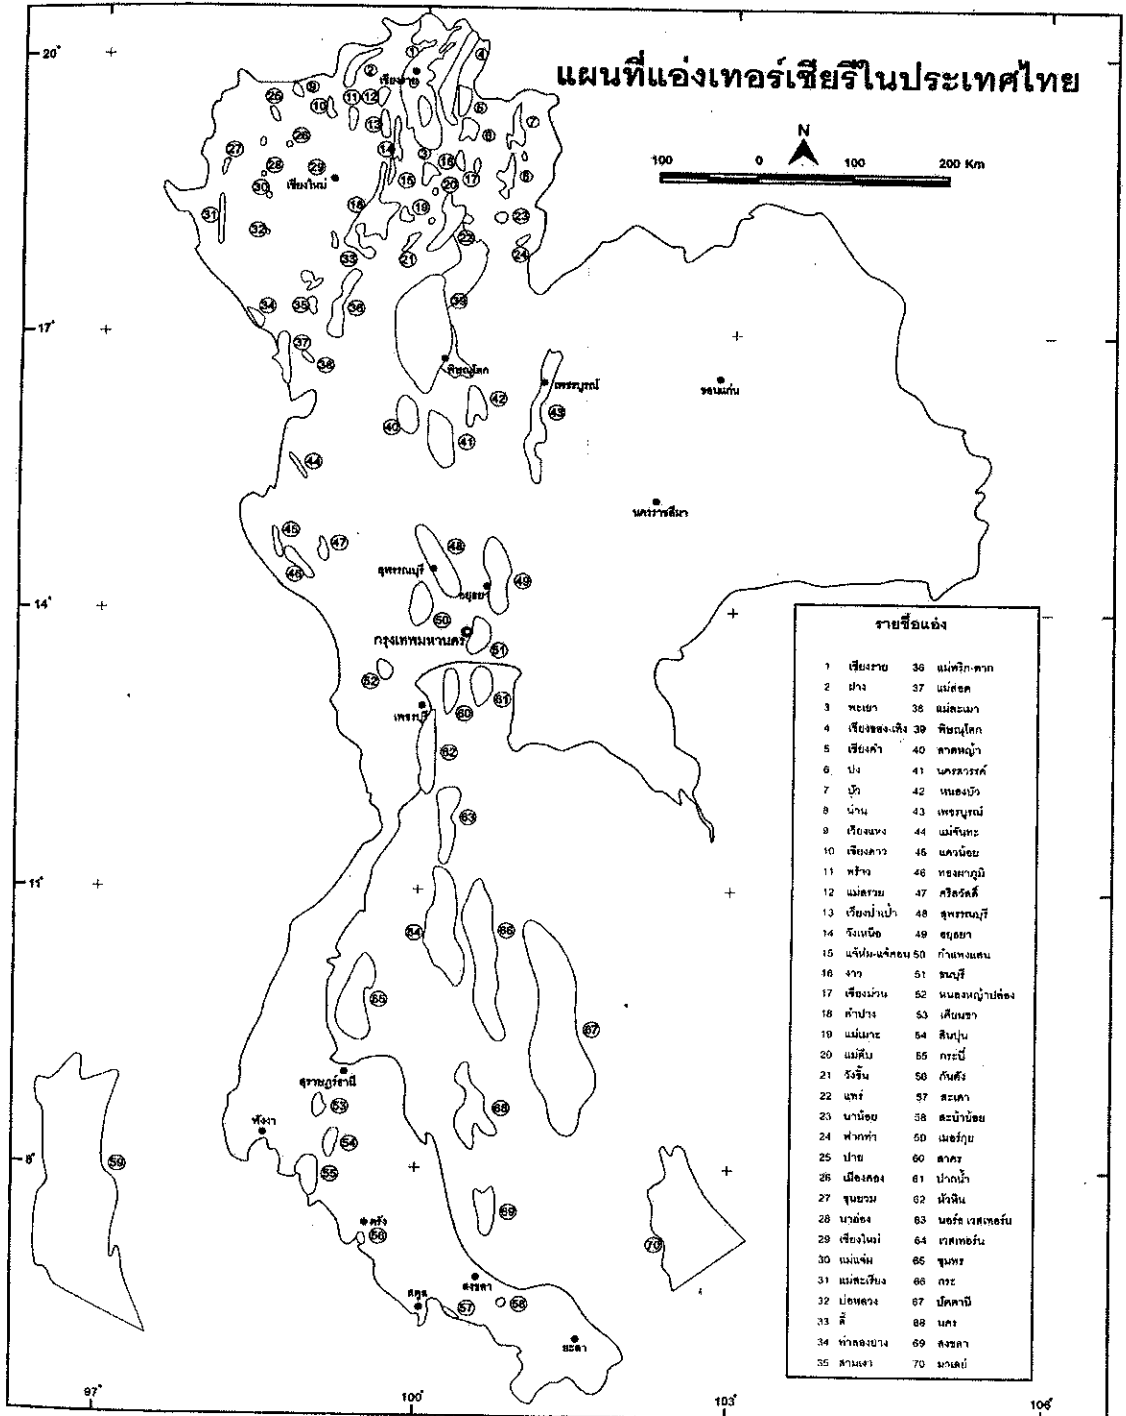 แผนที่แอ่งเทอร์เชียรีในประเทศไทย
N
100 0 100 200 Km
20°
17°
14°
11°
8°
97°
100°
103°
106°
เชียงราย
เชียงใหม่
พิษณุโลก
เพชรบูรณ์
ขอนแก่น
นครราชสีมา
สุพรรณบุรี
อยุธยา
กรุงเทพมหานคร
เพชรบุรี
สุราษฎร์ธานี
พังงา
ตรัง
สงขลา
สตูล
ยะลา
รายชื่อแอ่ง
1 เชียงราย 36 แม่พริก-ตาก
2 ฝาง 37 แม่สอด
3 พะเยา 38 แม่ละเมา
4 เชียงของ-เทิง 39 พิษณุโลก
5 เชียงคำ 40 ลาดหญ้า
6 ปง 41 นครสวรรค์
7 ปัว 42 หนองบัว
8 น่าน 43 เพชรบูรณ์
9 เวียงแหง 44 แม่จันทะ
10 เชียงดาว 45 แควน้อย
11 พร้าว 46 ทองผาภูมิ
12 แม่สรวย 47 ศรีสวัสดิ์
13 เวียงป่าเป้า 48 สุพรรณบุรี
14 วังเหนือ 49 อยุธยา
15 แจ้ห่ม-แจ้คอน 50 กำแพงแสน
16 งาว 51 ธนบุรี
17 เชียงม่วน 52 หนองหญ้าปล้อง
18 ลำปาง 53 เคียนซา
19 แม่เมาะ 54 สินปุน
20 แม่ตีบ 55 กระบี่
21 วังชิ้น 56 กันตัง
22 แพร่ 57 สะเดา
23 นาน้อย 58 สะบ้าย้อย
24 ฟากท่า 59 เมอร์กุย
25 ปาย 60 สาคร
26 เมืองคอง 61 ปากน้ำ
27 ขุนยวม 62 หัวหิน
28 นาฮ่อง 63 นอร์ธ เวสเทอร์น
29 เชียงใหม่ 64 เวสเทอร์น
30 แม่แจ่ม 65 ชุมพร
31 แม่สะเรียง 66 กระ
32 บ่อหลวง 67 ปัตตานี
33 ลี้ 68 นคร
34 ท่าสองยาง 69 สงขลา
35 สามเงา 70 มาเลย์